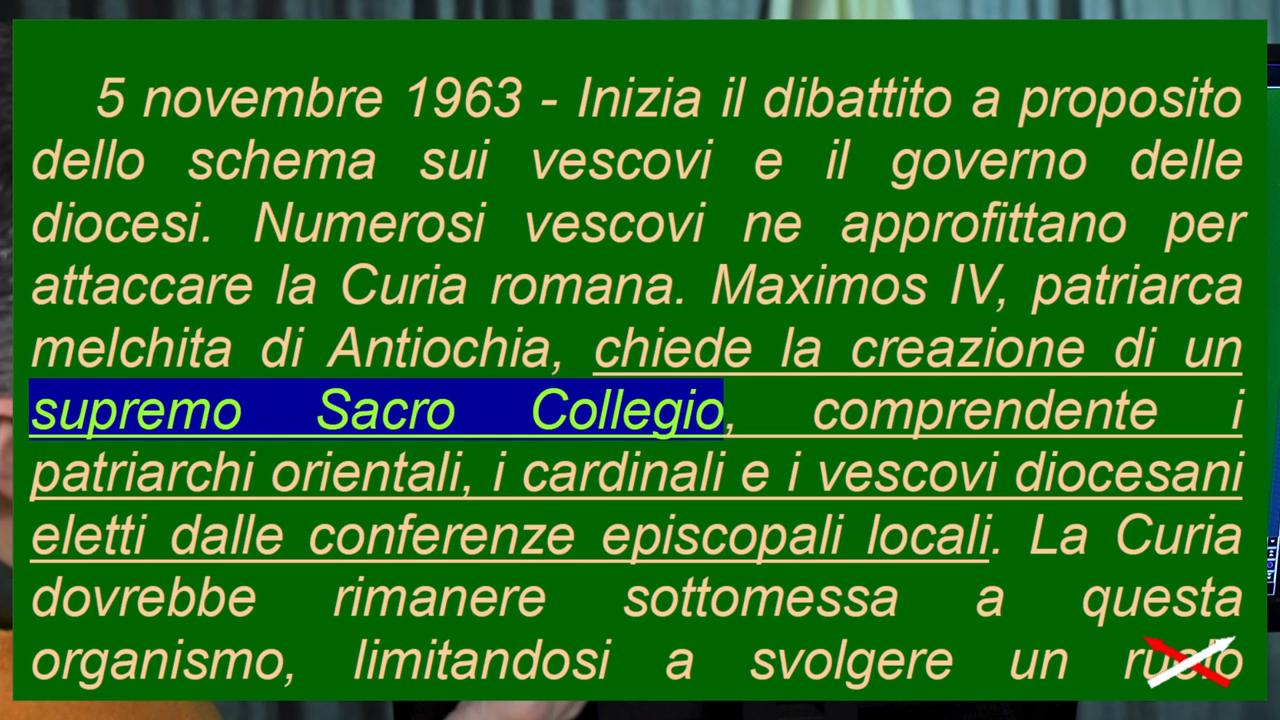 5 novembre 1963 - Inizia il dibattito a proposito
dello schema sui vescovi e il governo delle
diocesi. Numerosi vescovi ne approfittano per
attaccare la Curia romana. Maximos IV, patriarca
melchita di Antiochia, chiede la creazione di un
supremo Sacro Collegio, comprendente i
patriarchi orientali, i cardinali e i vescovi diocesani
eletti dalle conferenze episcopali locali. La Curia
dovrebbe rimanere sottomessa a questa
organismo, limitandosi a svolgere un ruolo